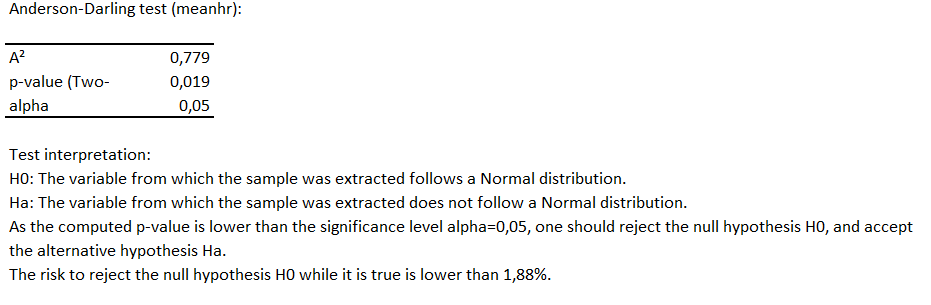 Anderson-Darling test (meanhr):
A² 0,779
p-value (Two- 0,019
alpha 0,05
Test interpretation:
H0: The variable from which the sample was extracted follows a Normal distribution.
Ha: The variable from which the sample was extracted does not follow a Normal distribution.
As the computed p-value is lower than the significance level alpha=0,05, one should reject the null hypothesis H0, and accept
the alternative hypothesis Ha.
The risk to reject the null hypothesis H0 while it is true is lower than 1,88%.